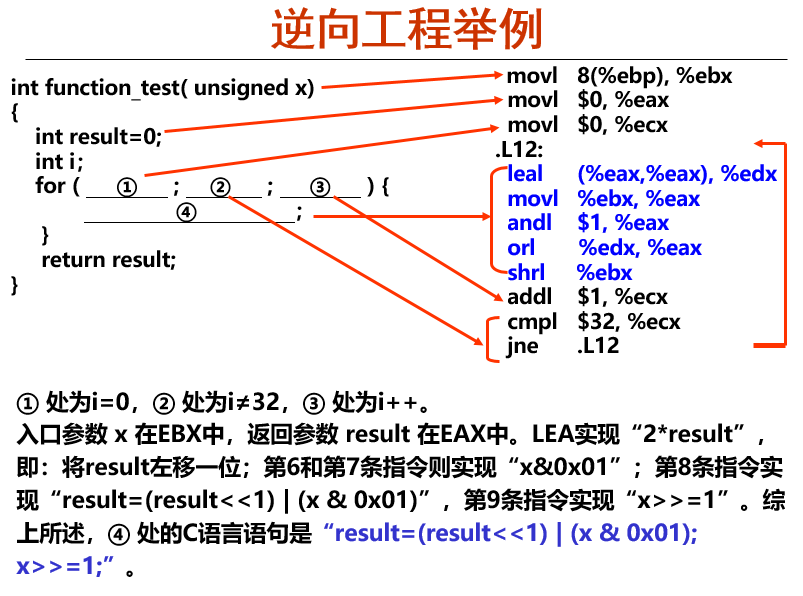 逆向工程举例
int function_test( unsigned x)
{
int result=0;
int i;
for ( ① ; ② ; ③ ) {
④ ;
}
return result;
}
movl 8(%ebp), %ebx
movl $0, %eax
movl $0, %ecx
.L12:
leal (%eax,%eax), %edx
movl %ebx, %eax
andl $1, %eax
orl %edx, %eax
shrl %ebx
addl $1, %ecx
cmpl $32, %ecx
jne .L12
① 处为i=0，② 处为i≠32，③ 处为i++。
入口参数 x 在EBX中，返回参数 result 在EAX中。LEA实现“2*result”，
即：将result左移一位；第6和第7条指令则实现“x&0x01”；第8条指令实
现“result=(result<<1) | (x & 0x01)”，第9条指令实现“x>>=1”。综
上所述，④ 处的C语言语句是“result=(result<<1) | (x & 0x01);
x>>=1;”。